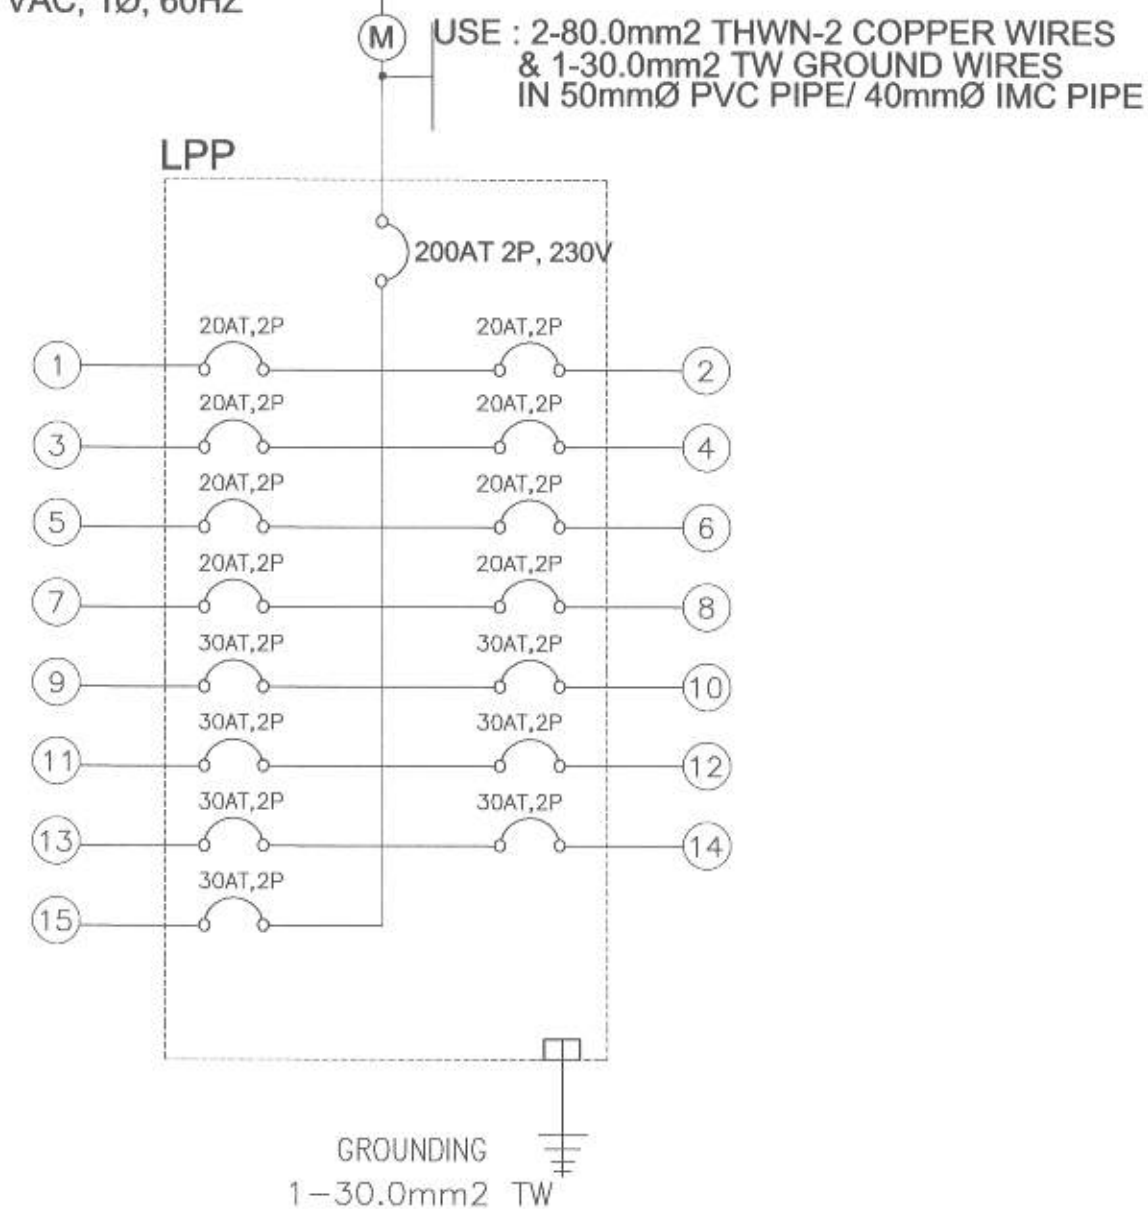 VAC, 1Ø, 60HZ
M
USE : 2-80.0mm2 THWN-2 COPPER WIRES
& 1-30.0mm2 TW GROUND WIRES
IN 50mmØ PVC PIPE/ 40mmØ IMC PIPE
LPP
200AT 2P, 230V
20AT,2P 20AT,2P
1 2
20AT,2P 20AT,2P
3 4
20AT,2P 20AT,2P
5 6
20AT,2P 20AT,2P
7 8
30AT,2P 30AT,2P
9 10
30AT,2P 30AT,2P
11 12
30AT,2P 30AT,2P
13 14
30AT,2P
15
GROUNDING
1-30.0mm2 TW